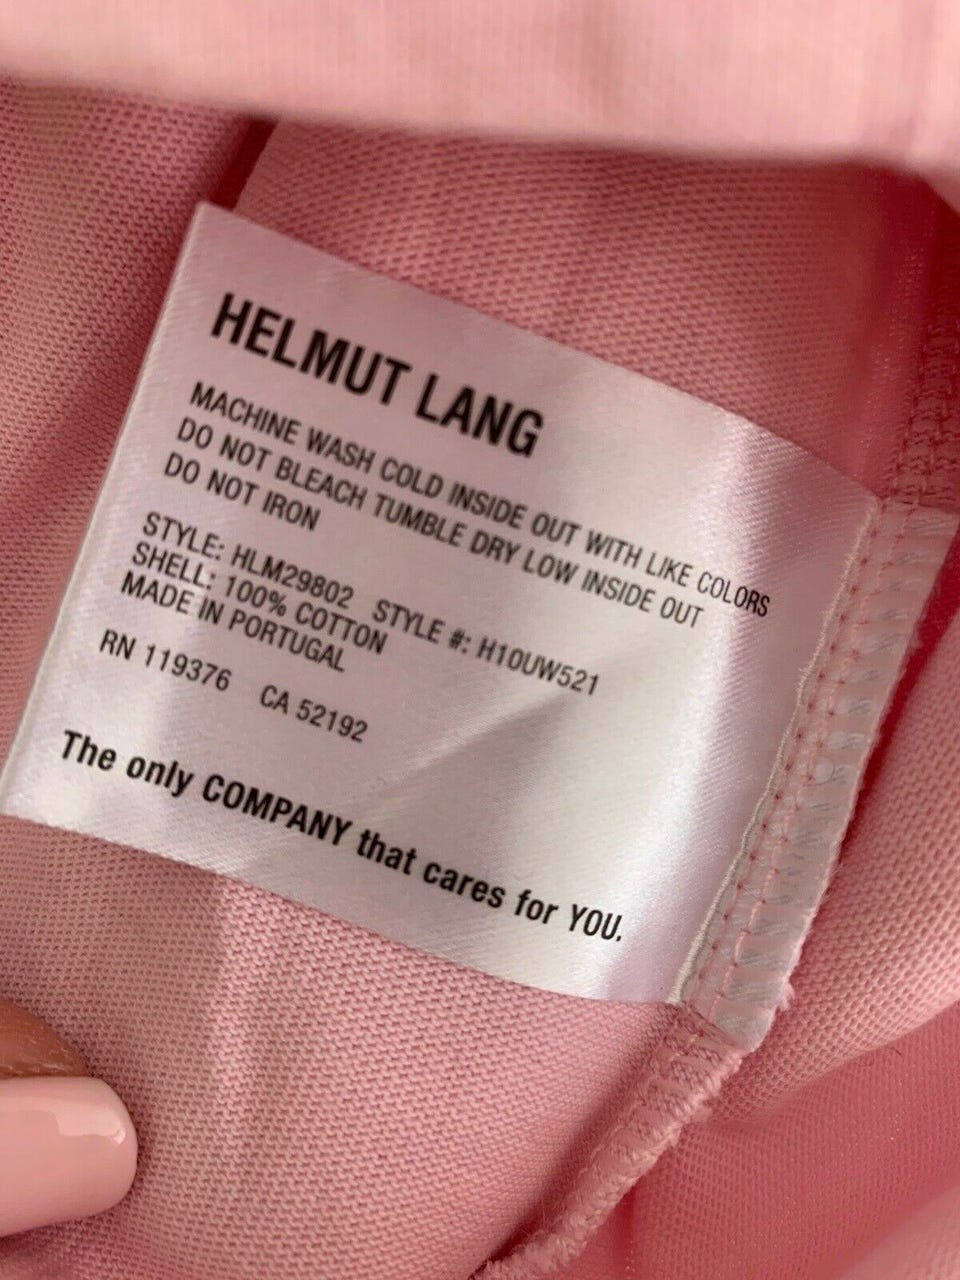 HELMUT LANG
MACHINE WASH COLD INSIDE OUT WITH LIKE COLORS
DO NOT BLEACH TUMBLE DRY LOW INSIDE OUT
DO NOT IRON
STYLE: HLM29802 STYLE #: H10UW521
SHELL: 100% COTTON
MADE IN PORTUGAL
RN 119376 CA 52192
The only COMPANY that cares for YOU.